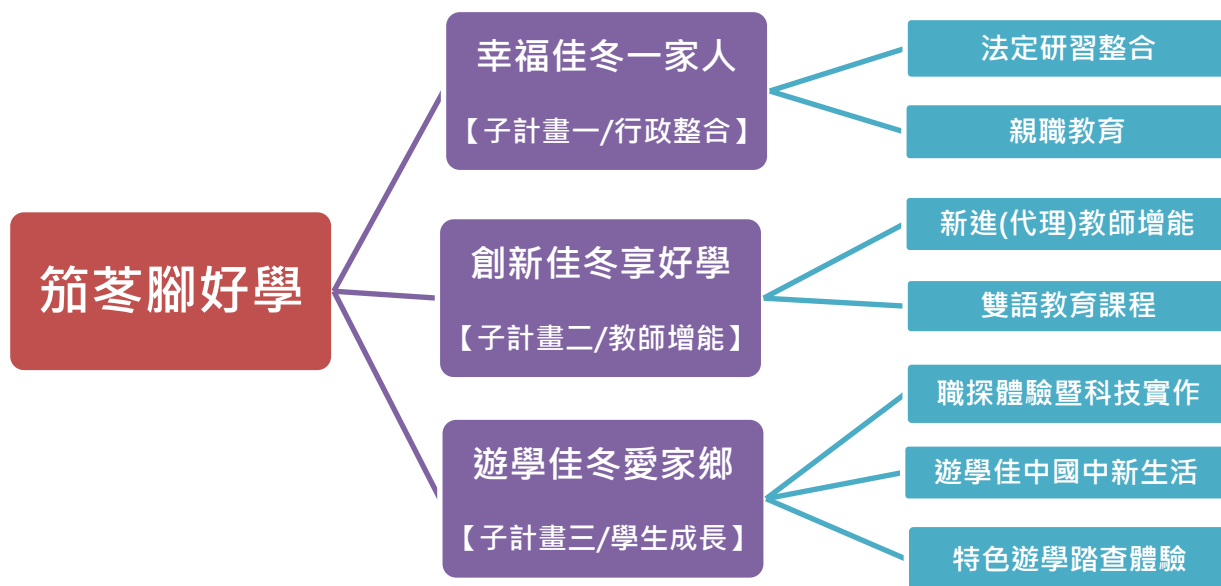 笳苳腳好學
幸福佳冬一家人
【子計畫一/行政整合】
法定研習整合
親職教育
創新佳冬享好學
【子計畫二/教師增能】
新進(代理)教師增能
雙語教育課程
遊學佳冬愛家鄉
【子計畫三/學生成長】
職探體驗暨科技實作
遊學佳中國中新生活
特色遊學踏查體驗